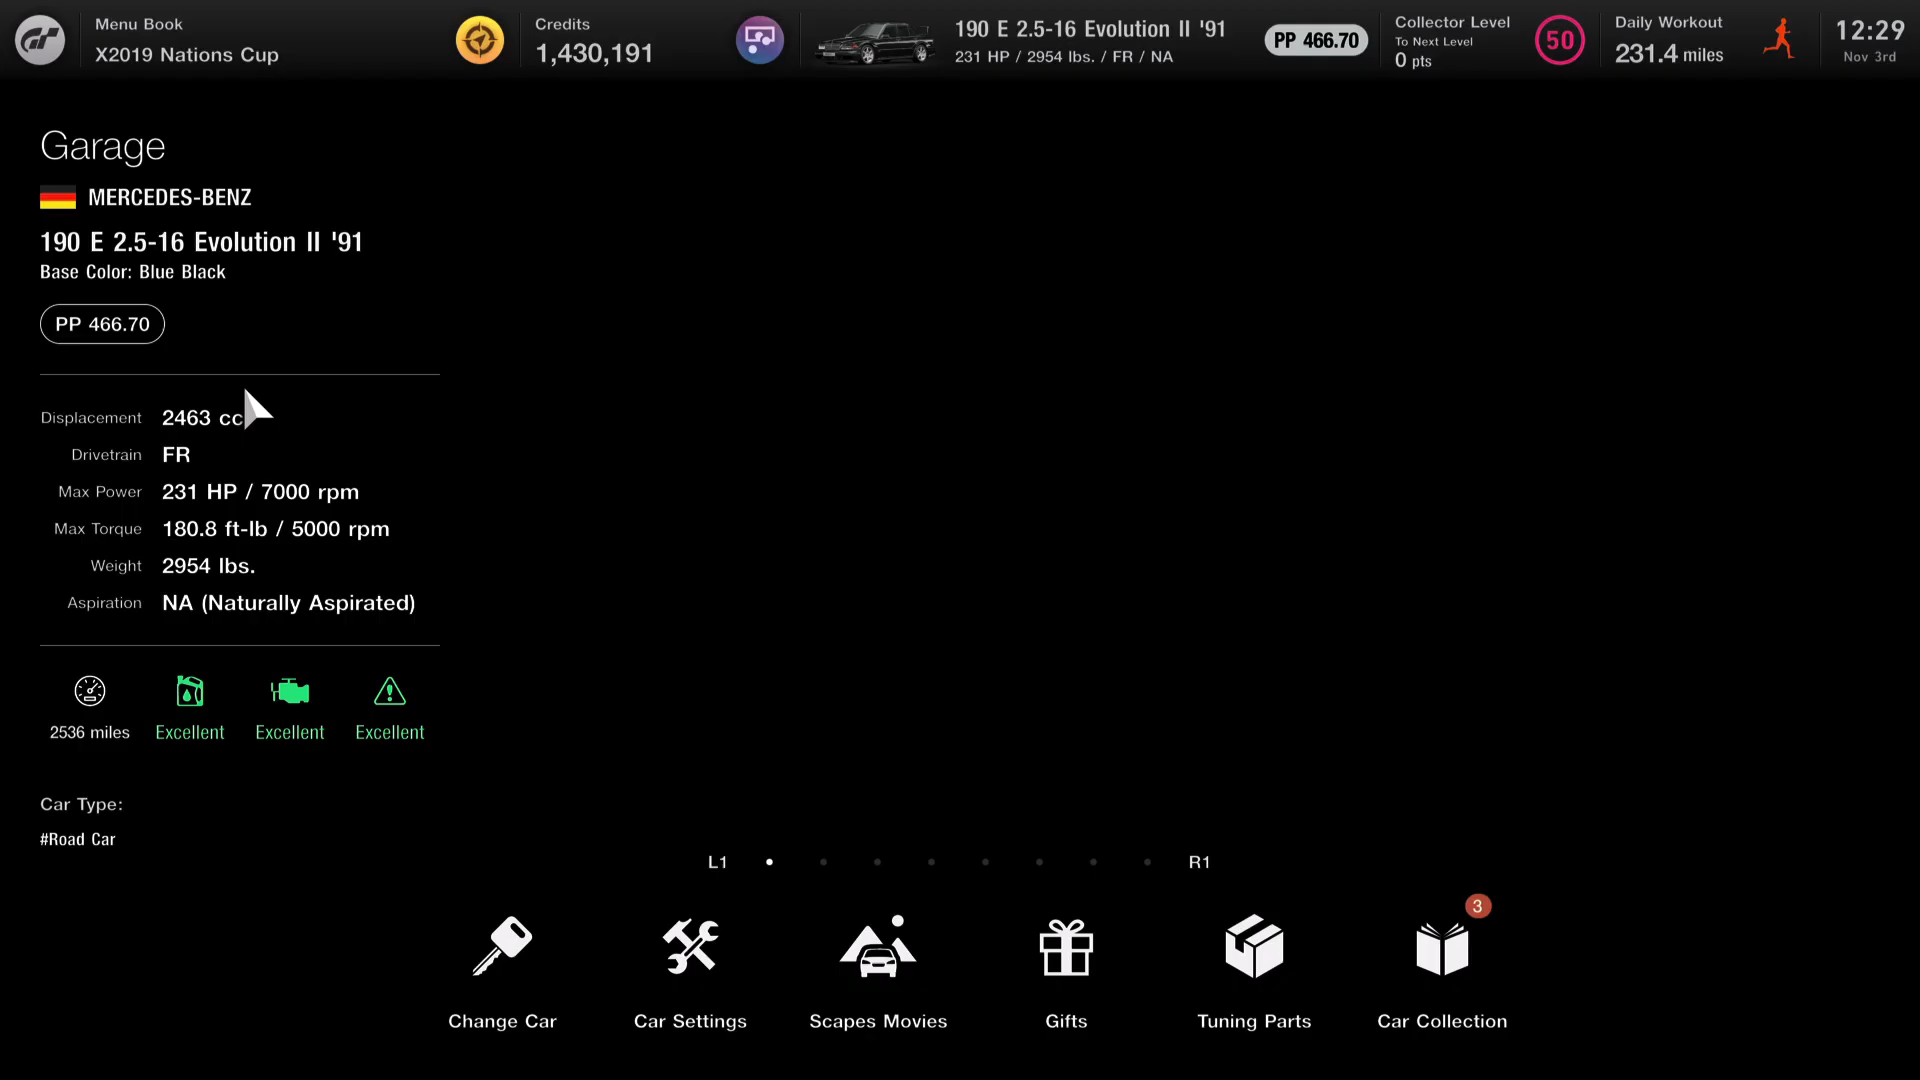 Menu Book
X2019 Nations Cup
Credits
1,430,191
190 E 2.5-16 Evolution II '91
231 HP / 2954 lbs. / FR / NA
PP 466.70
Collector Level
To Next Level
0 pts
50
Daily Workout
231.4 miles
12:29
Nov 3rd
Garage
MERCEDES-BENZ
190 E 2.5-16 Evolution II '91
Base Color: Blue Black
PP 466.70
Displacement 2463 cc
Drivetrain FR
Max Power 231 HP / 7000 rpm
Max Torque 180.8 ft-lb / 5000 rpm
Weight 2954 lbs.
Aspiration NA (Naturally Aspirated)
2536 miles Excellent Excellent Excellent
Car Type:
#Road Car
L1 R1
3
Change Car Car Settings Scapes Movies Gifts Tuning Parts Car Collection